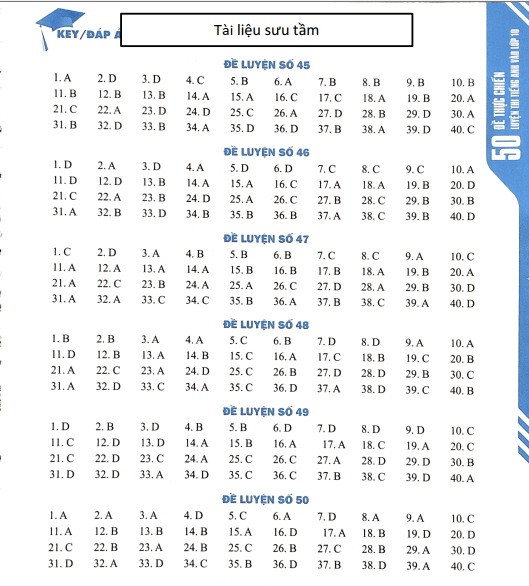 KEY/ĐÁP A
Tài liệu sưu tầm
50 ĐỀ THỰC CHIẾN
LUYỆN THI TIẾNG ANH VÀO LỚP 10
ĐỀ LUYỆN SỐ 45
1. A 2. D 3. D 4. C 5. B 6. A 7. B 8. B 9. B 10. B
11. B 12. B 13. B 14. A 15. A 16. C 17. C 18. A 19. B 20. A
21. C 22. A 23. D 24. D 25. C 26. A 27. D 28. B 29. D 30. A
31. B 32. D 33. B 34. A 35. D 36. D 37. B 38. A 39. D 40. C
ĐỀ LUYỆN SỐ 46
1. D 2. A 3. D 4. A 5. D 6. D 7. C 8. C 9. C 10. A
11. D 12. D 13. B 14. A 15. A 16. C 17. A 18. A 19. B 20. D
21. C 22. A 23. B 24. D 25. A 26. C 27. B 28. C 29. B 30. B
31. A 32. B 33. D 34. B 35. B 36. B 37. A 38. C 39. B 40. D
ĐỀ LUYỆN SỐ 47
1. C 2. D 3. A 4. B 5. B 6. B 7. C 8. C 9. A 10. C
11. A 12. A 13. A 14. A 15. B 16. B 17. B 18. A 19. B 20. A
21. A 22. C 23. B 24. A 25. A 26. C 27. D 28. A 29. B 30. D
31. A 32. A 33. C 34. C 35. B 36. A 37. B 38. C 39. A 40. D
ĐỀ LUYỆN SỐ 48
1. B 2. B 3. A 4. A 5. C 6. B 7. D 8. D 9. A 10. A
11. D 12. B 13. A 14. B 15. C 16. A 17. C 18. B 19. C 20. B
21. A 22. C 23. A 24. D 25. C 26. B 27. D 28. D 29. B 30. C
31. A 32. D 33. C 34. A 35. C 36. D 37. A 38. D 39. C 40. B
ĐỀ LUYỆN SỐ 49
1. D 2. B 3. D 4. B 5. B 6. D 7. D 8. D 9. D 10. C
11. C 12. D 13. D 14. A 15. B 16. A 17. A 18. C 19. A 20. C
21. C 22. D 23. C 24. A 25. C 26. C 27. A 28. D 29. D 30. B
31. D 32. D 33. A 34. D 35. C 36. C 37. B 38. C 39. D 40. A
ĐỀ LUYỆN SỐ 50
1. A 2. A 3. A 4. D 5. C 6. A 7. D 8. A 9. A 10. C
11. A 12. B 13. B 14. B 15. A 16. D 17. A 18. B 19. D 20. D
21. C 22. B 23. A 24. B 25. C 26. B 27. C 28. B 29. A 30. D
31. D 32. A 33. D 34. C 35. B 36. D 37. B 38. D 39. A 40. C